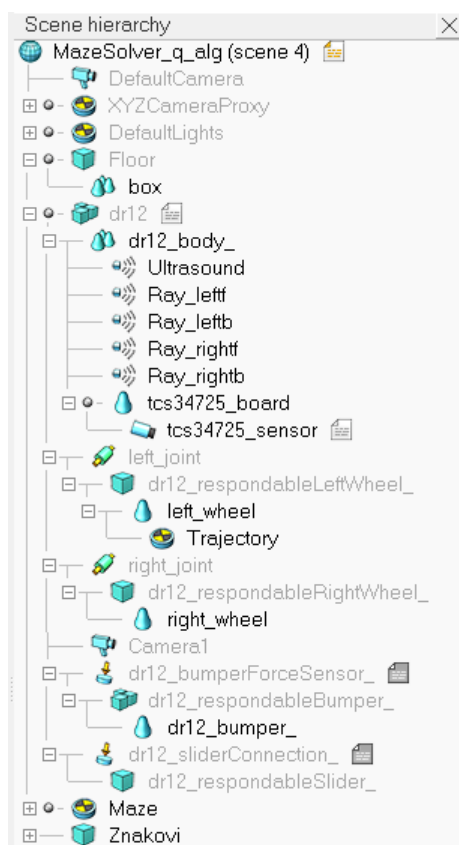 Scene hierarchy
MazeSolver_q_alg (scene 4)
DefaultCamera
XYZCameraProxy
DefaultLights
Floor
box
dr12
dr12_body_
Ultrasound
Ray_leftf
Ray_leftb
Ray_rightf
Ray_rightb
tcs34725_board
tcs34725_sensor
left_joint
dr12_respondableLeftWheel_
left_wheel
Trajectory
right_joint
dr12_respondableRightWheel_
right_wheel
Camera1
dr12_bumperForceSensor_
dr12_respondableBumper_
dr12_bumper_
dr12_sliderConnection_
dr12_respondableSlider_
Maze
Znakovi